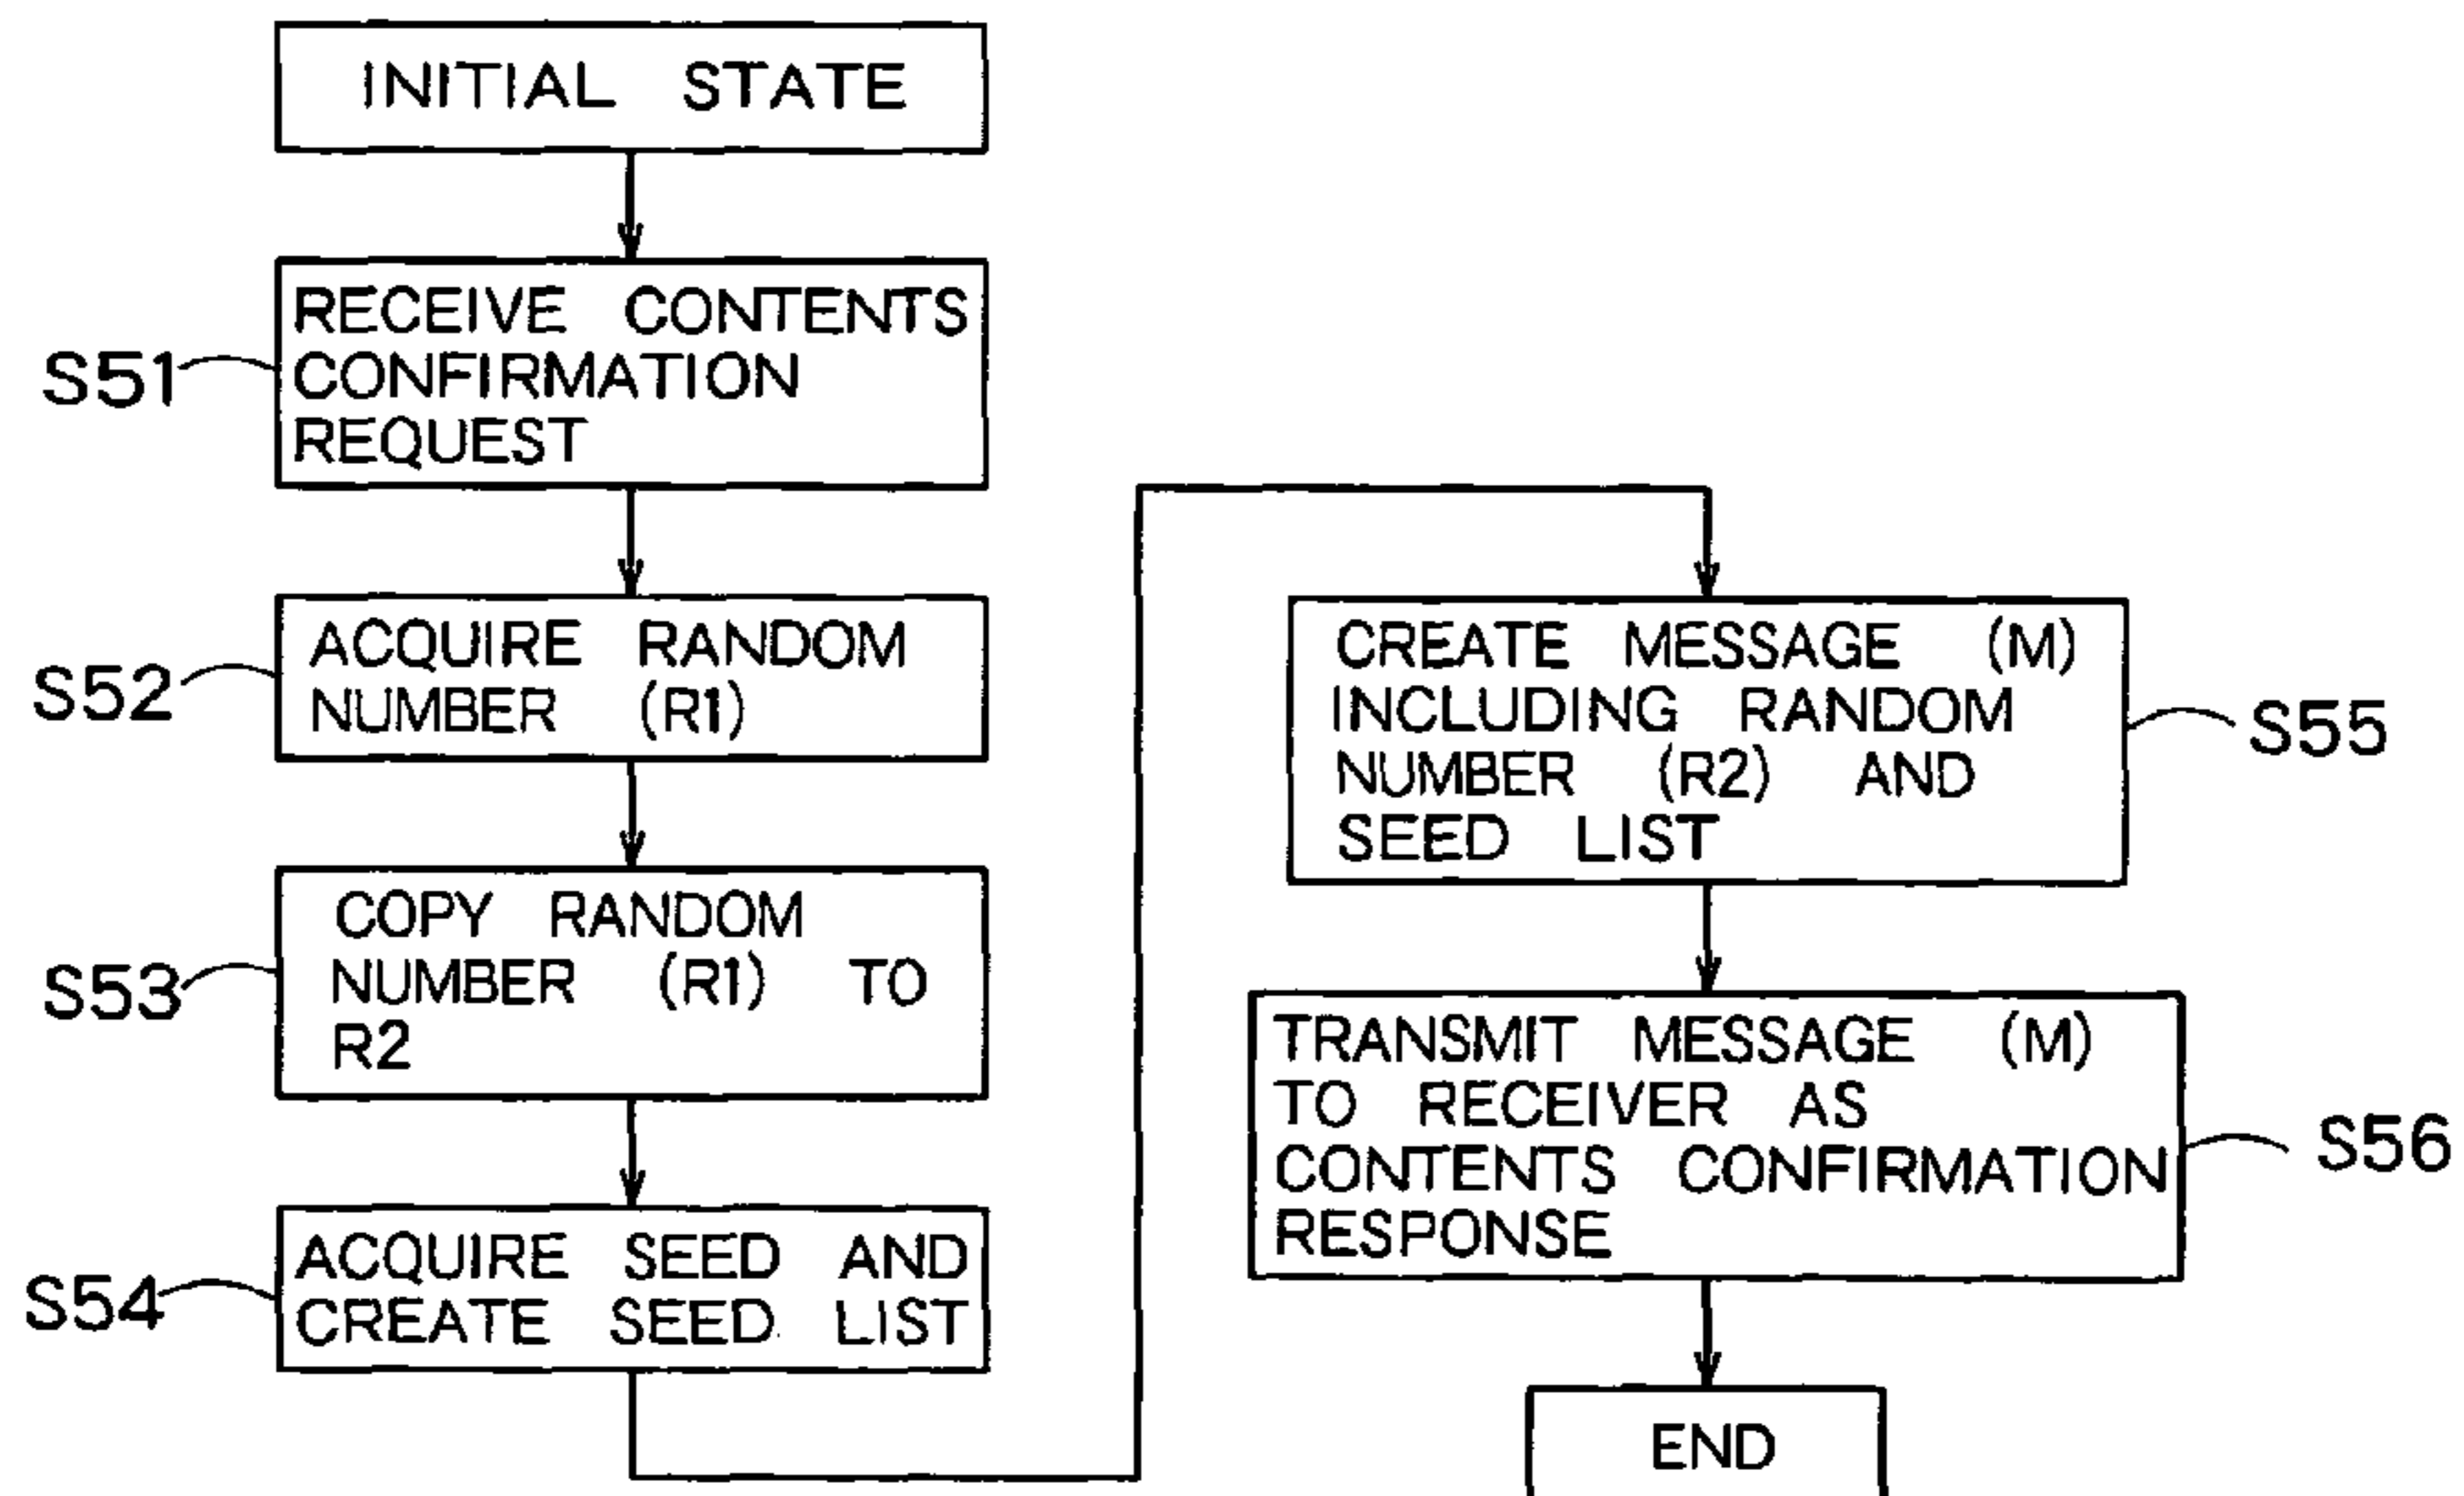 INITIAL STATE
S51
RECEIVE CONTENTS
CONFIRMATION
REQUEST
S52
ACQUIRE RANDOM
NUMBER (R1)
S53
COPY RANDOM
NUMBER (R1) TO
R2
S54
ACQUIRE SEED AND
CREATE SEED LIST
CREATE MESSAGE (M)
INCLUDING RANDOM
NUMBER (R2) AND
SEED LIST
S55
TRANSMIT MESSAGE (M)
TO RECEIVER AS
CONTENTS CONFIRMATION
RESPONSE
S56
END